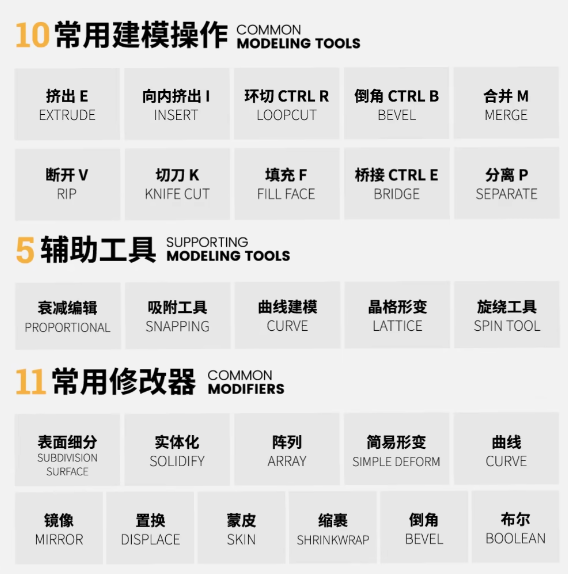 10 常用建模操作 COMMON
MODELING TOOLS
挤出 E
EXTRUDE
向内挤出 I
INSERT
环切 CTRL R
LOOPCUT
倒角 CTRL B
BEVEL
合并 M
MERGE
断开 V
RIP
切刀 K
KNIFE CUT
填充 F
FILL FACE
桥接 CTRL E
BRIDGE
分离 P
SEPARATE
5 辅助工具 SUPPORTING
MODELING TOOLS
衰减编辑
PROPORTIONAL
吸附工具
SNAPPING
曲线建模
CURVE
晶格形变
LATTICE
旋绕工具
SPIN TOOL
11 常用修改器 COMMON
MODIFIERS
表面细分
SUBDIVISION
SURFACE
实体化
SOLIDIFY
阵列
ARRAY
简易形变
SIMPLE DEFORM
曲线
CURVE
镜像
MIRROR
置换
DISPLACE
蒙皮
SKIN
缩裹
SHRINKWRAP
倒角
BEVEL
布尔
BOOLEAN